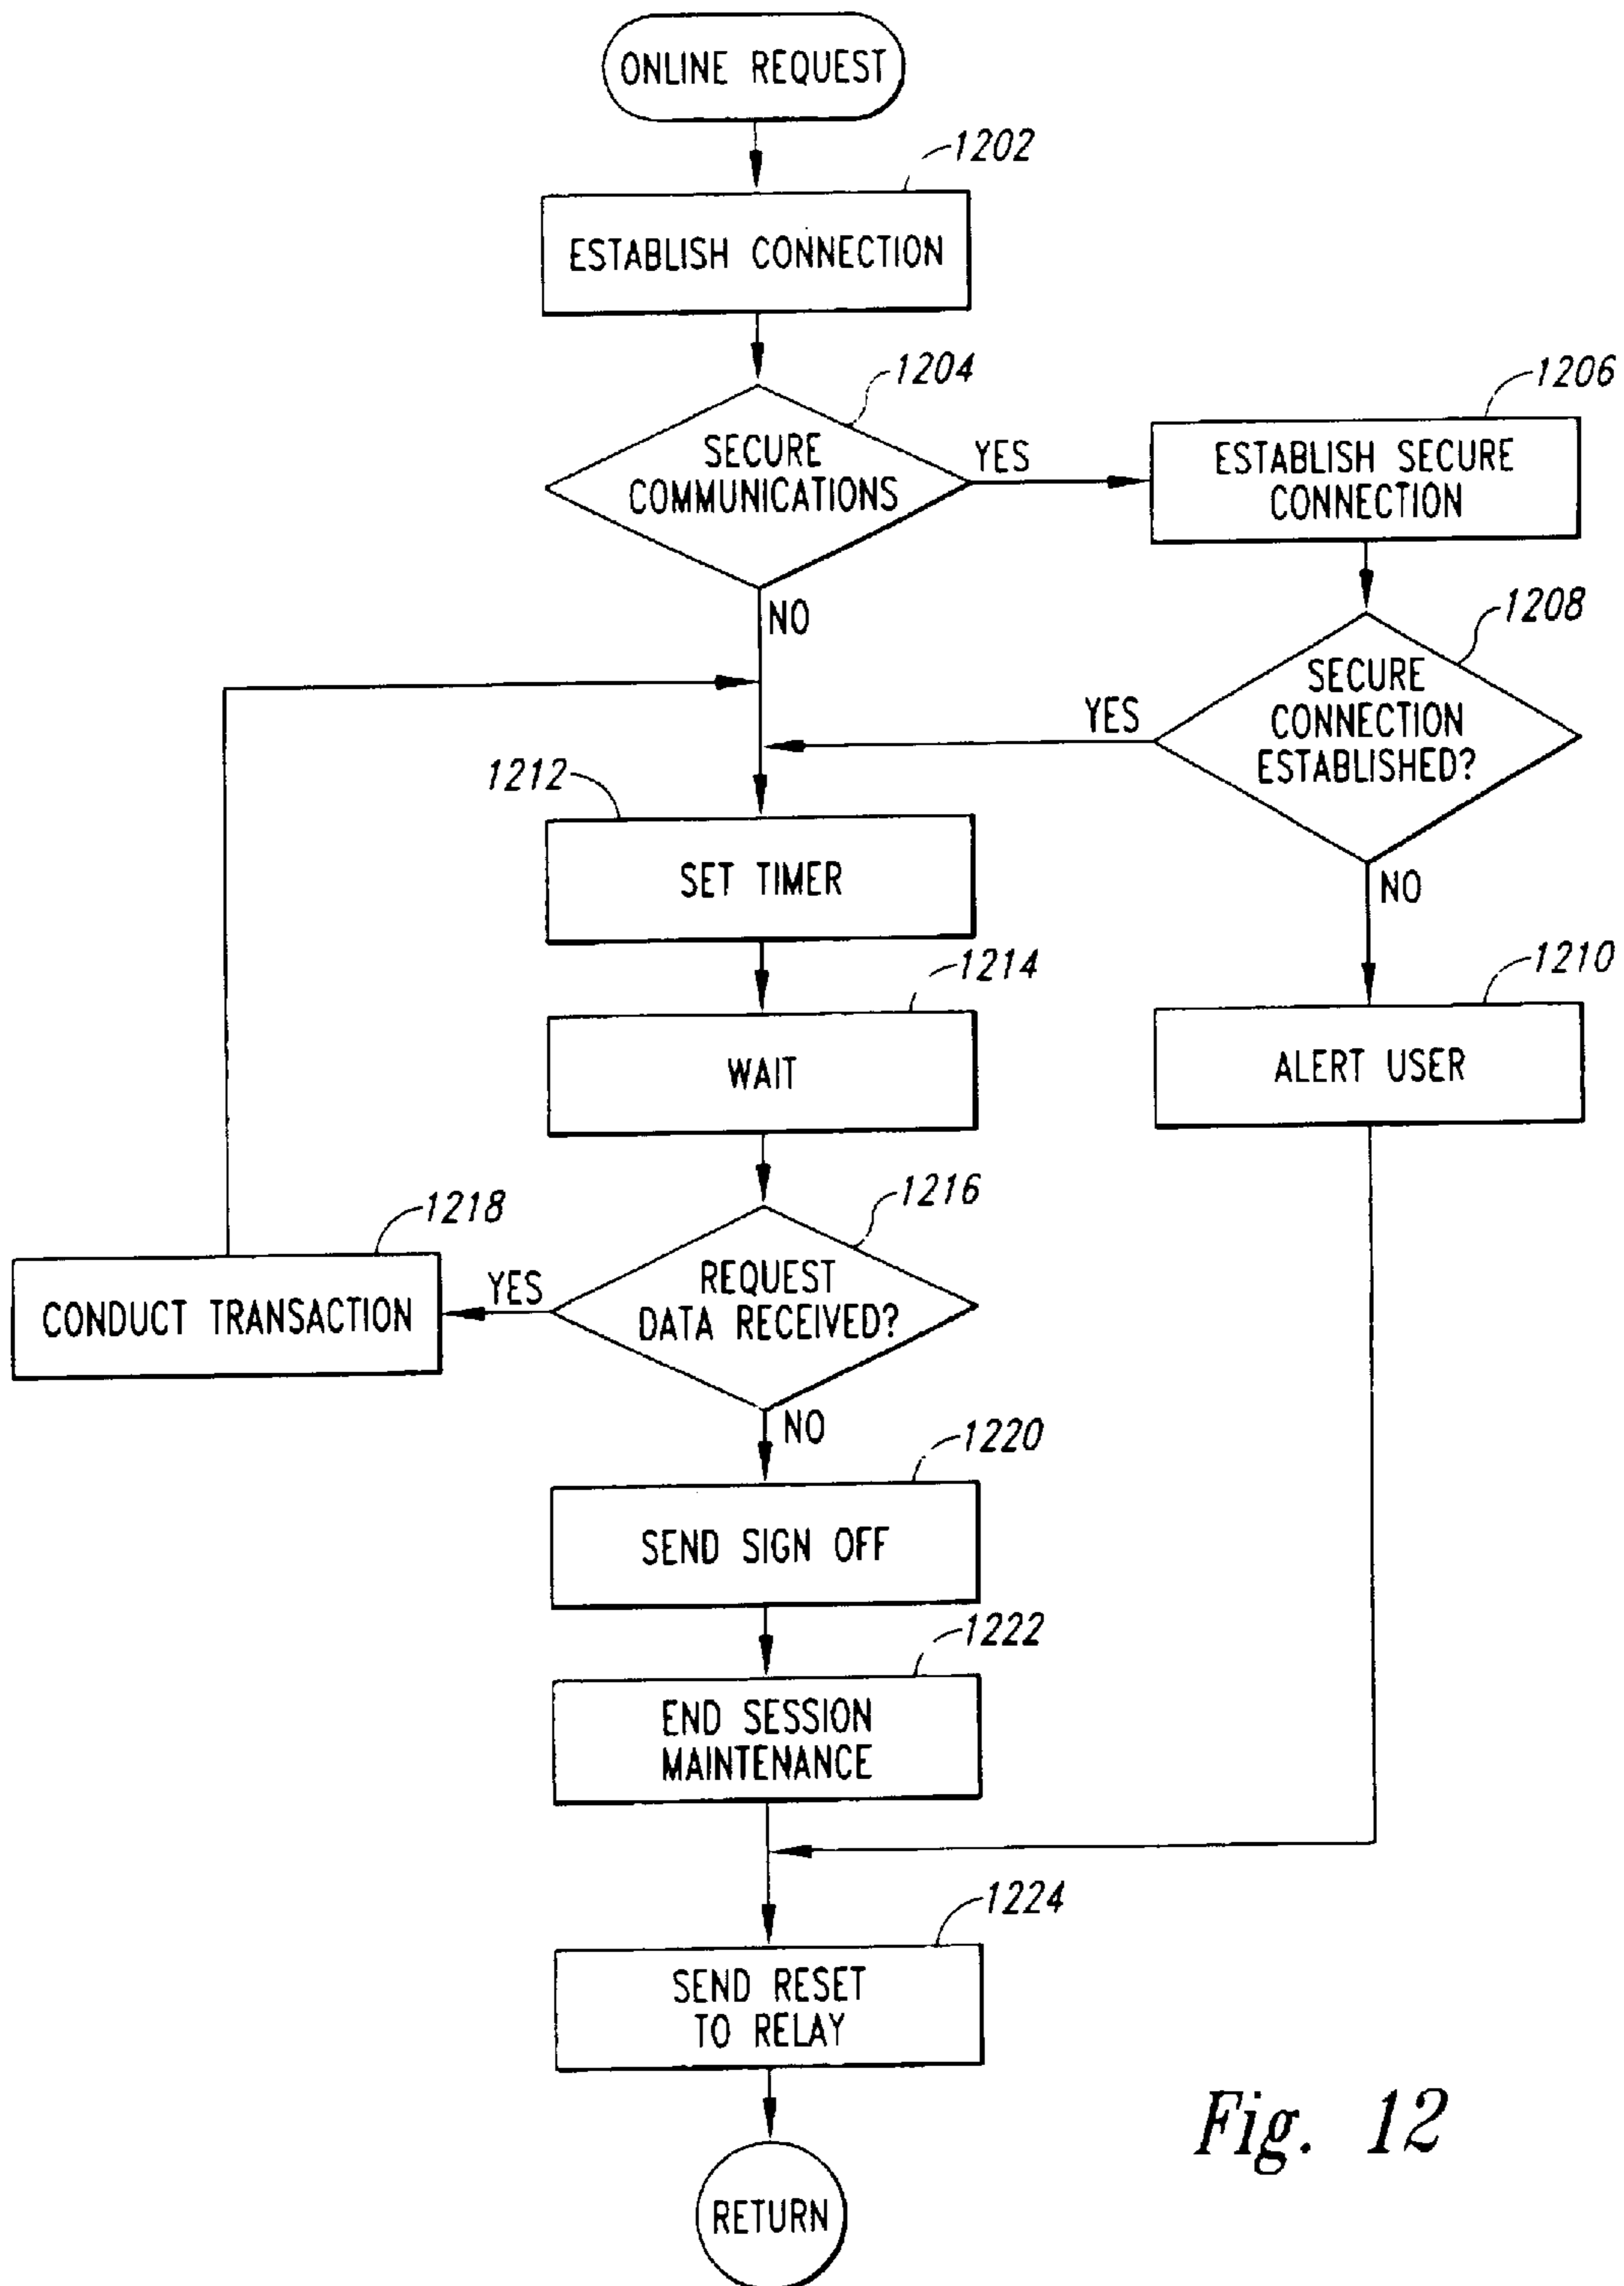 ONLINE REQUEST
1202
ESTABLISH CONNECTION
1204
SECURE
COMMUNICATIONS
YES
NO
1206
ESTABLISH SECURE
CONNECTION
1208
SECURE
CONNECTION
ESTABLISHED?
YES
NO
1212
SET TIMER
1214
WAIT
1210
ALERT USER
1216
REQUEST
DATA RECEIVED?
YES
1218
CONDUCT TRANSACTION
NO
1220
SEND SIGN OFF
1222
END SESSION
MAINTENANCE
1224
SEND RESET
TO RELAY
RETURN
Fig. 12